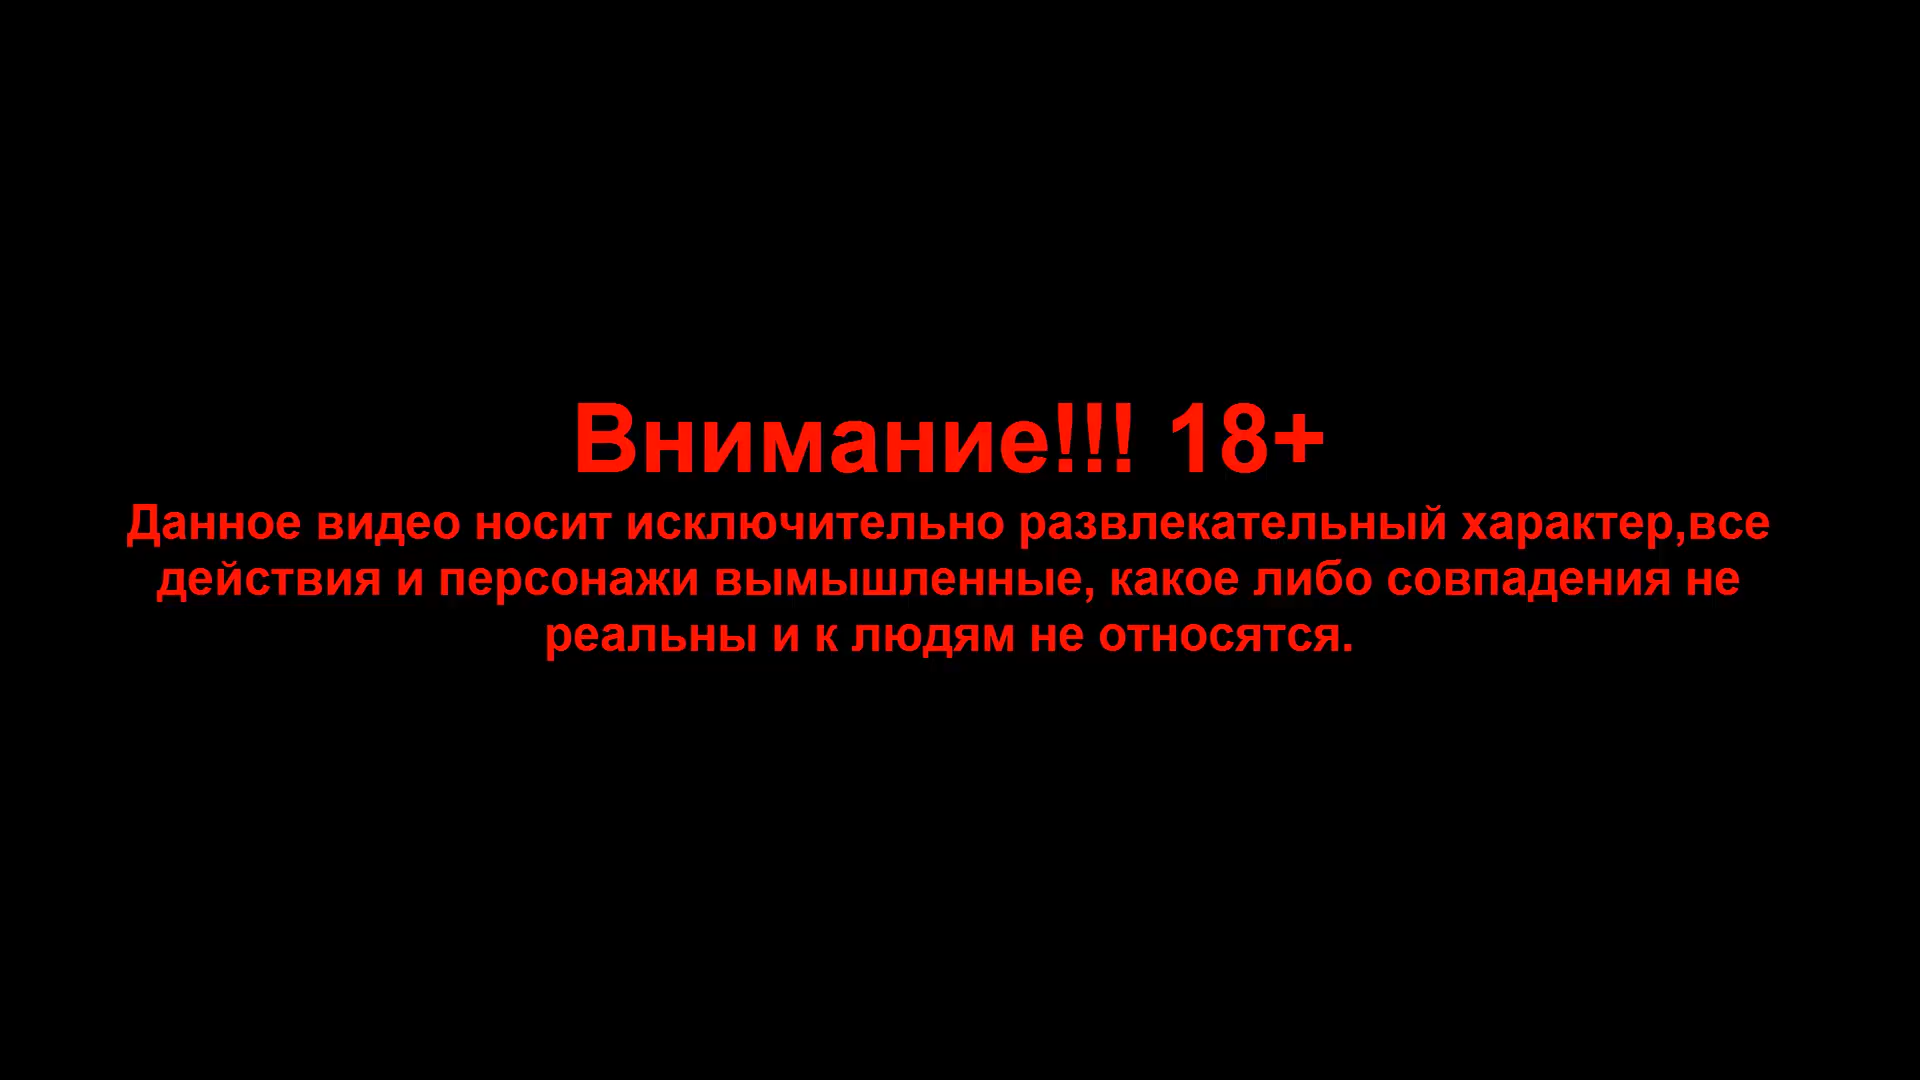 Внимание!!! 18+
Данное видео носит исключительно развлекательный характер,все
действия и персонажи вымышленные, какое либо совпадения не
реальны и к людям не относятся.